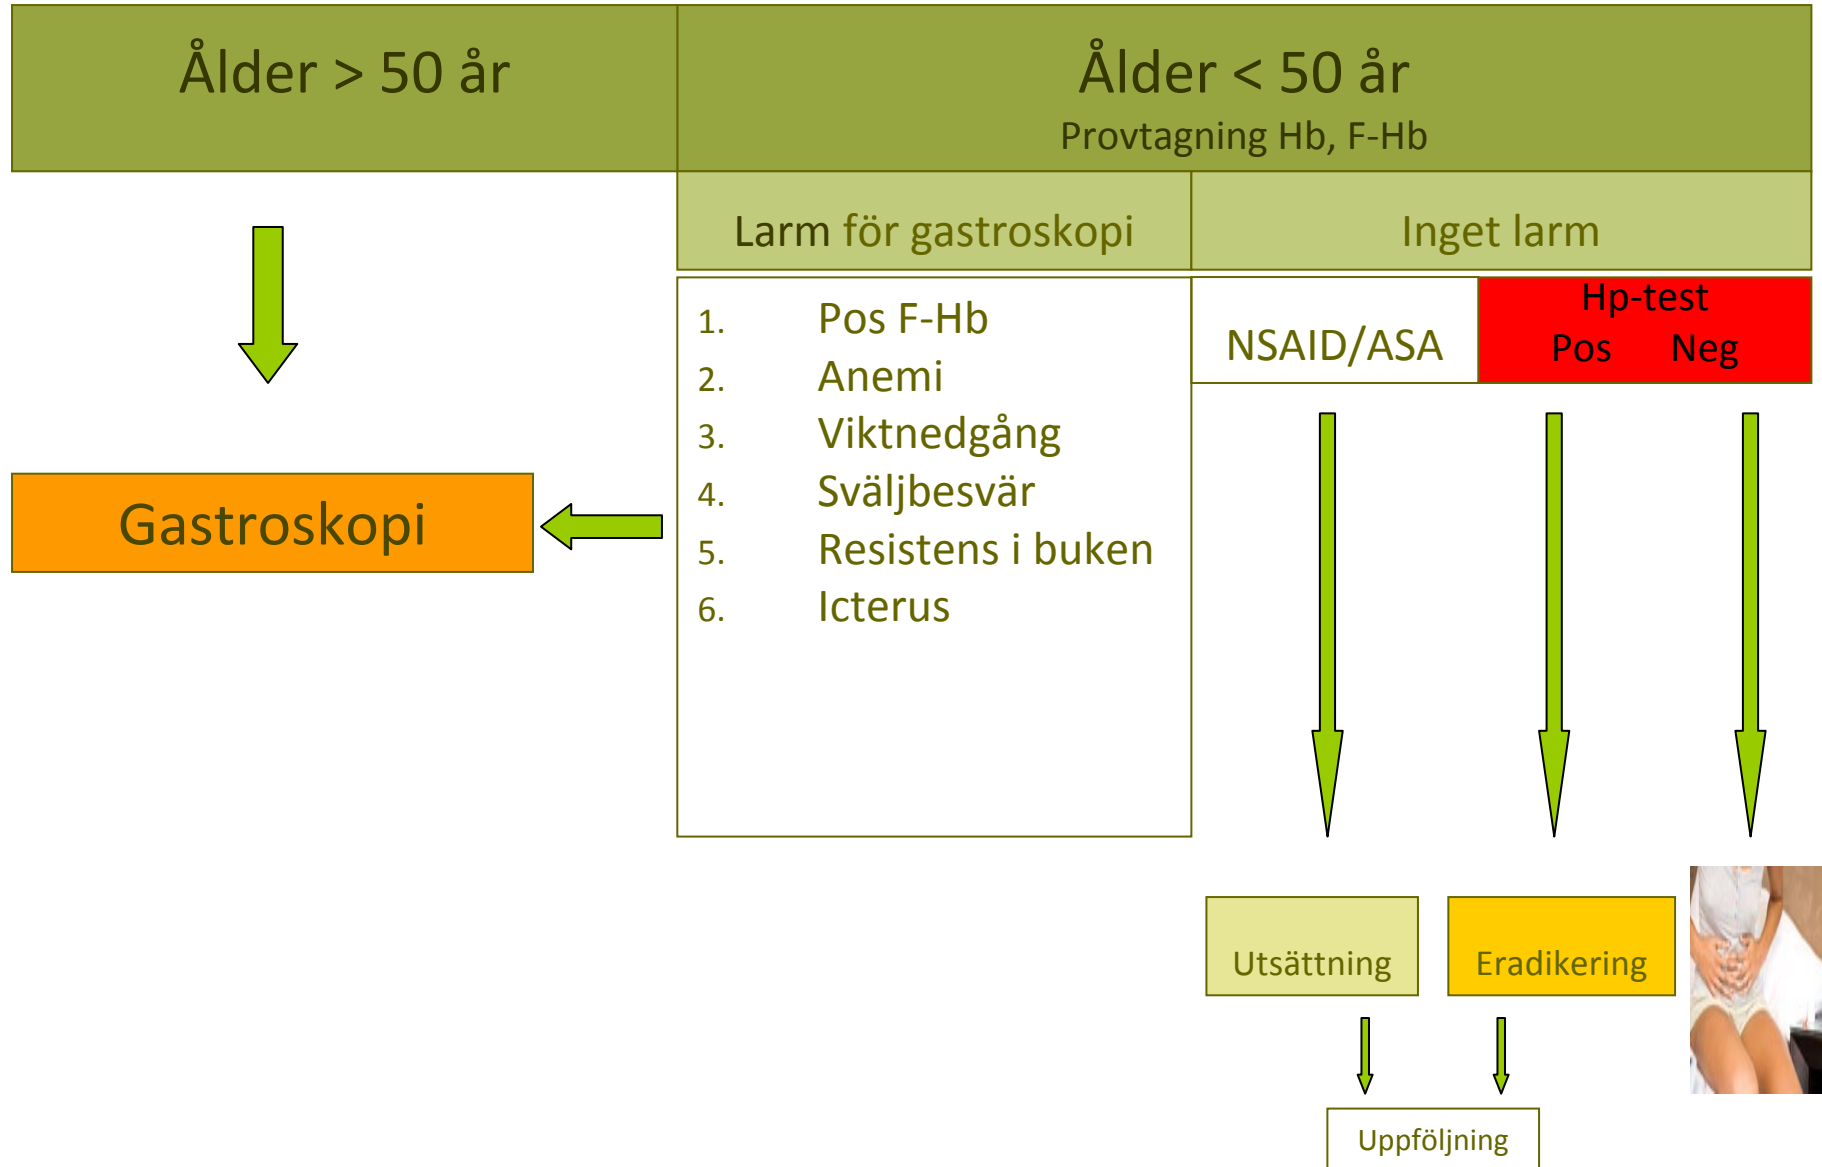 Ålder > 50 år
Ålder < 50 år
Provtagning Hb, F-Hb
Larm för gastroskopi
Inget larm
1. Pos F-Hb
2. Anemi
3. Viktnedgång
4. Sväljbesvär
5. Resistens i buken
6. Icterus
NSAID/ASA
Hp-test
Pos Neg
Gastroskopi
Utsättning
Eradikering
Uppföljning